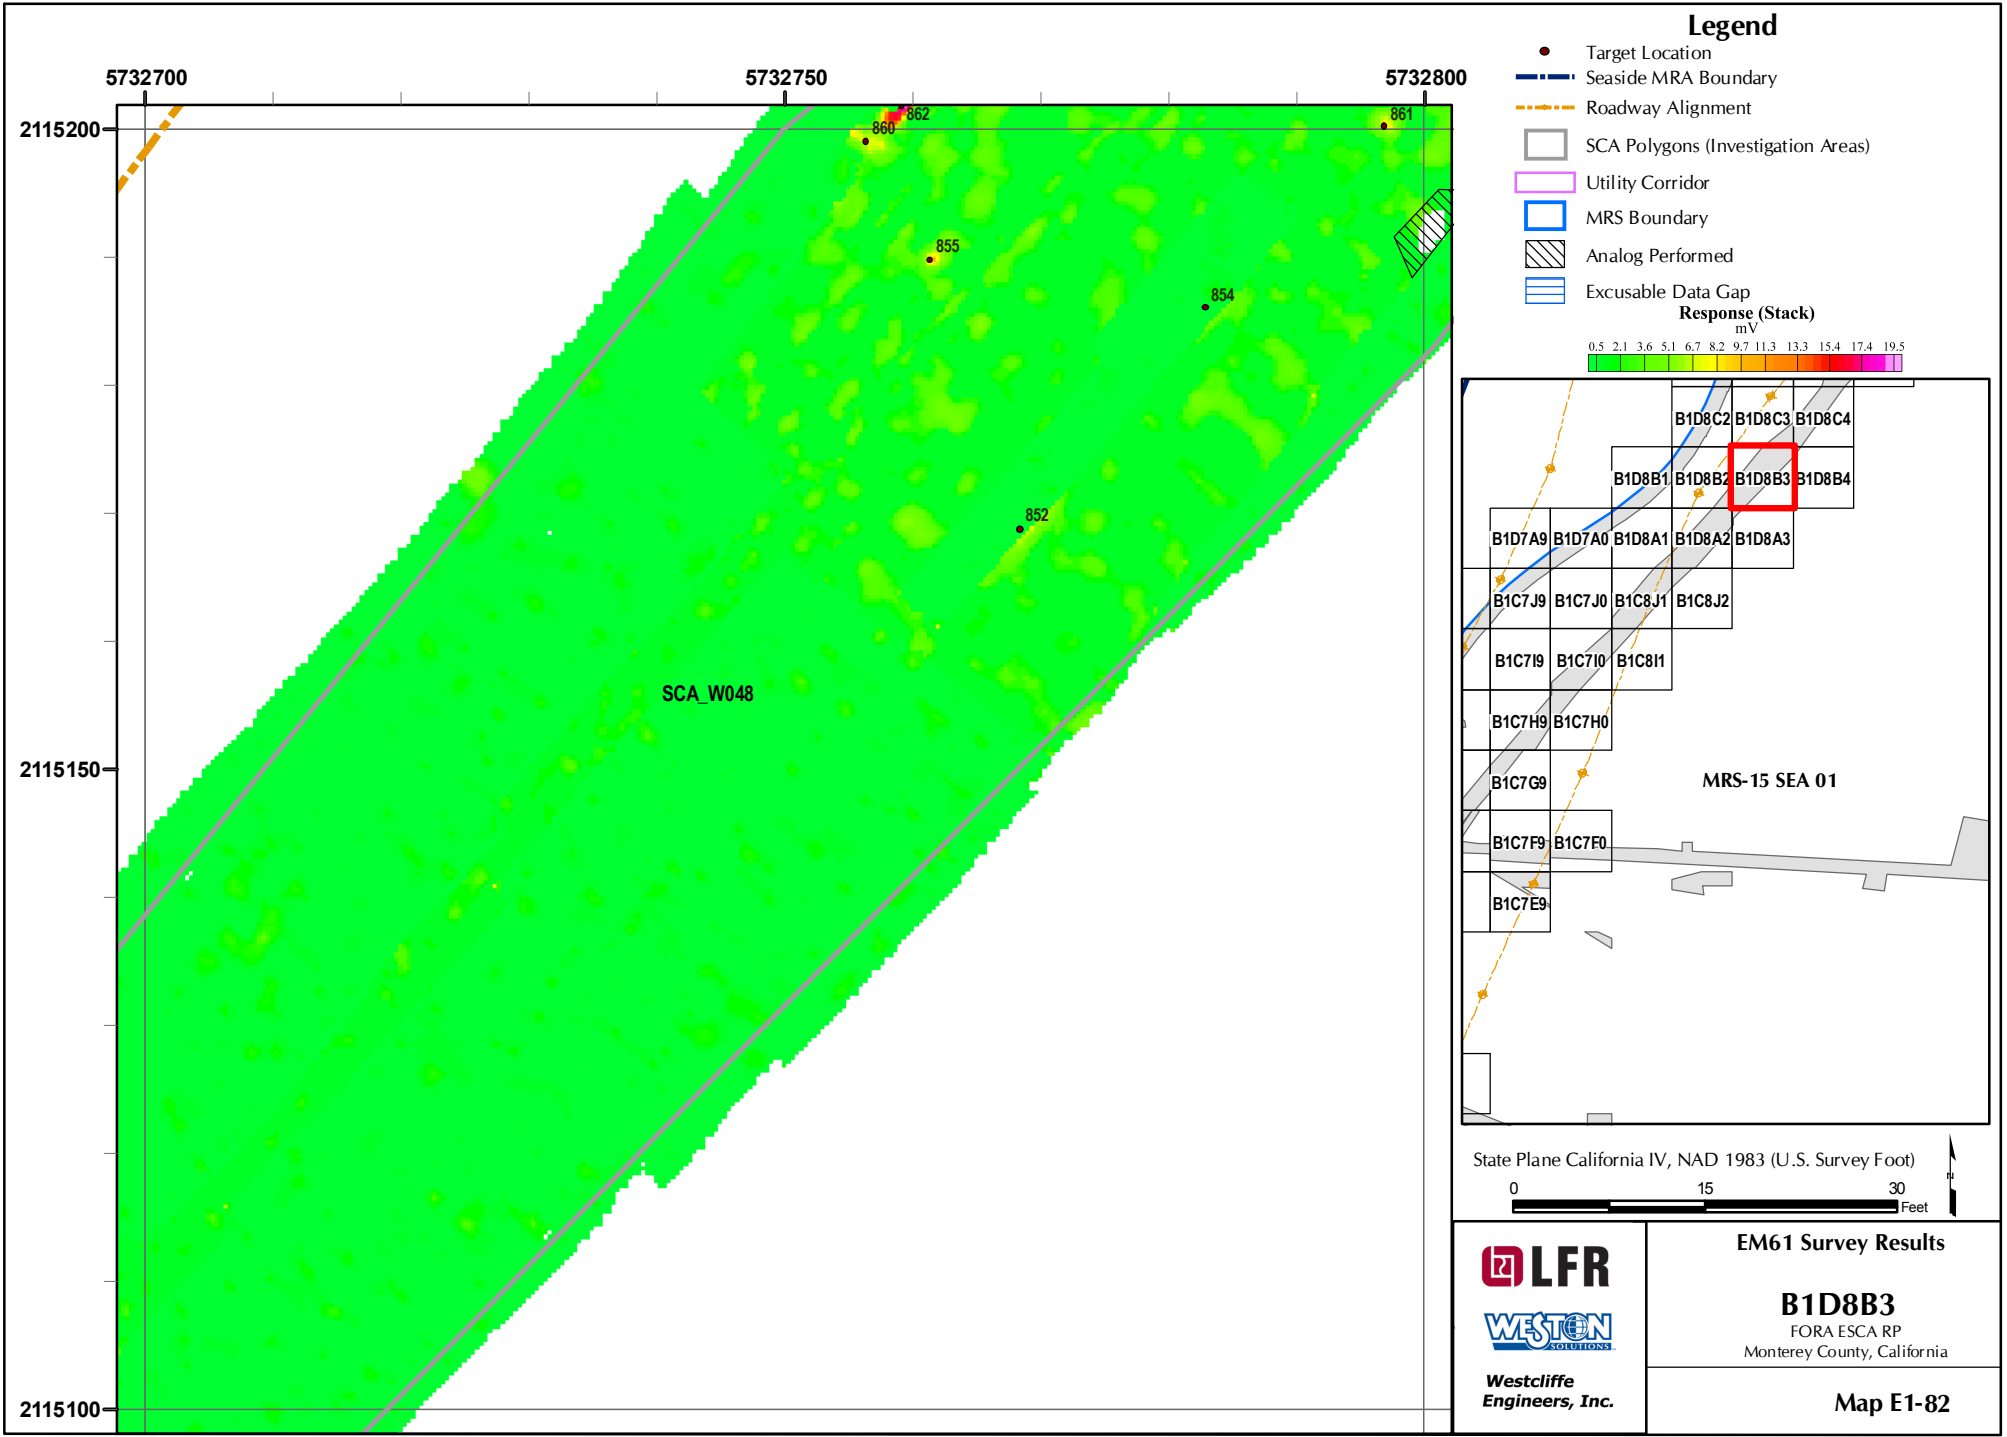 Legend
Target Location
Seaside MRA Boundary
Roadway Alignment
SCA Polygons (Investigation Areas)
Utility Corridor
MRS Boundary
Analog Performed
Excusable Data Gap
Response (Stack)
mV
0.5 2.1 3.6 5.1 6.7 8.2 9.7 11.3 13.3 15.4 17.4 19.5
5732700 5732750 5732800
2115200
2115150
2115100
862
860
861
855
854
852
SCA_W048
B1D8C2 B1D8C3 B1D8C4
B1D8B1 B1D8B2 B1D8B3 B1D8B4
B1D7A9 B1D7A0 B1D8A1 B1D8A2 B1D8A3
B1C7J9 B1C7J0 B1C8J1 B1C8J2
B1C7I9 B1C7I0 B1C8I1
B1C7H9 B1C7H0
B1C7G9
MRS-15 SEA 01
B1C7F9 B1C7F0
B1C7E9
State Plane California IV, NAD 1983 (U.S. Survey Foot)
0 15 30
Feet
N
LFR
WESTON
SOLUTIONS
Westcliffe
Engineers, Inc.
EM61 Survey Results
B1D8B3
FORA ESCA RP
Monterey County, California
Map E1-82